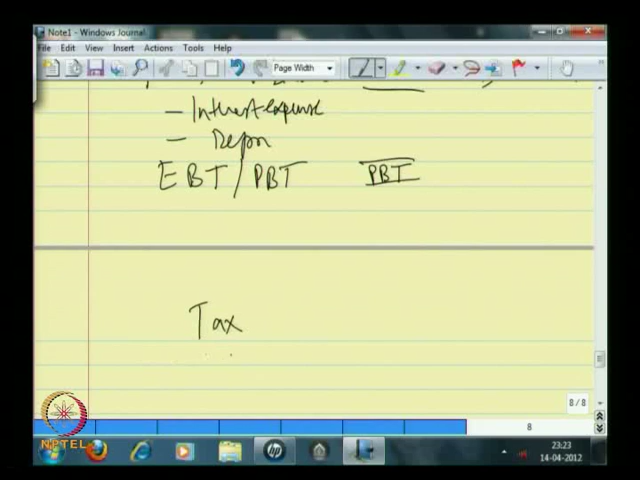 Note1 - Windows Journal
File Edit View Insert Actions Tools Help
Page Width
- Interest expense
- Depn
EBT/PBT PBT
Tax
8/8
8
NPTEL
23:23
14-04-2012